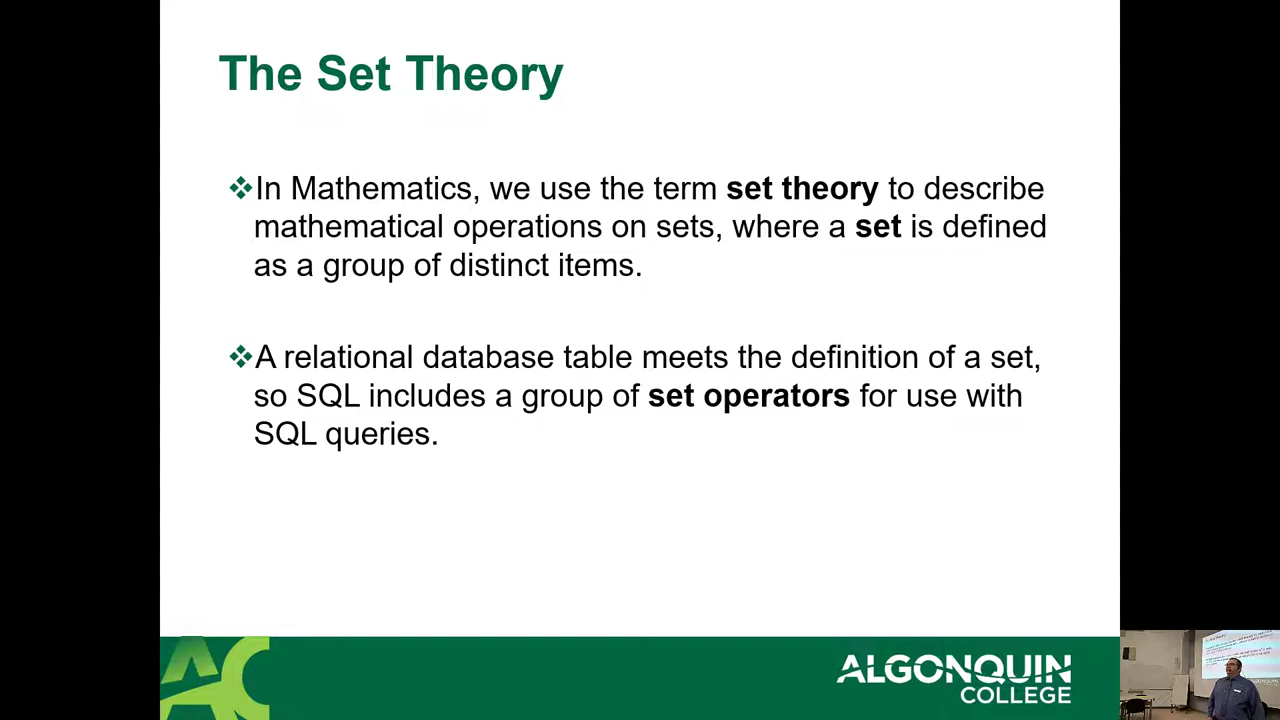 The Set Theory
❖In Mathematics, we use the term set theory to describe
mathematical operations on sets, where a set is defined
as a group of distinct items.
❖A relational database table meets the definition of a set,
so SQL includes a group of set operators for use with
SQL queries.
AC
ALGONQUIN
COLLEGE